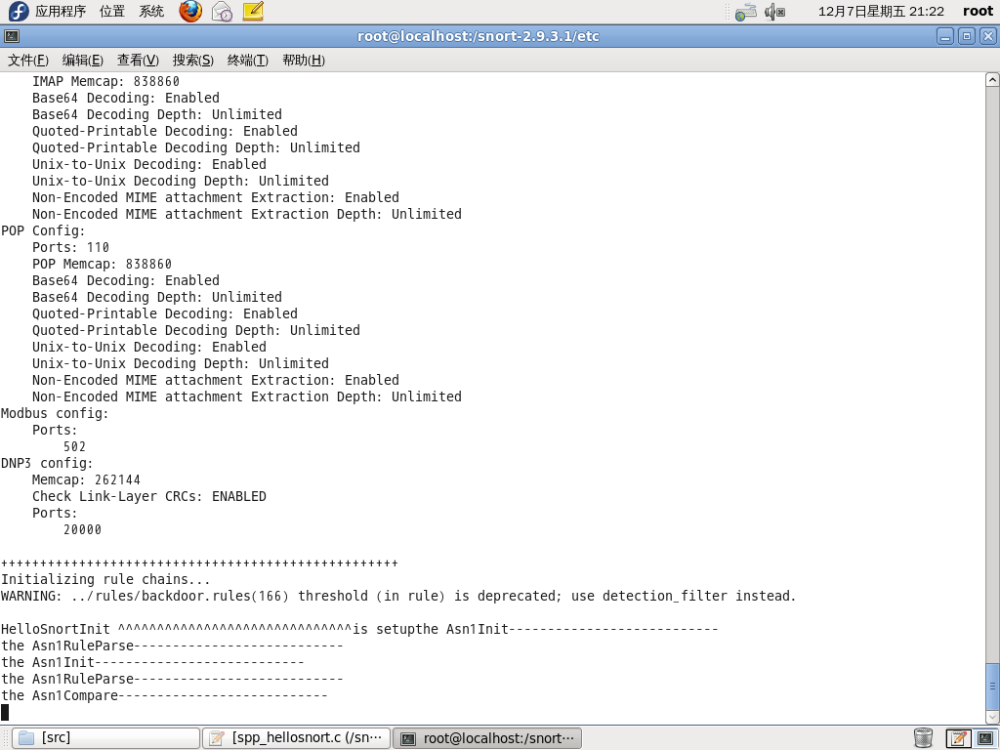 应用程序 位置 系统 12月7日星期五 21:22 root
root@localhost:/snort-2.9.3.1/etc
文件(F) 编辑(E) 查看(V) 搜索(S) 终端(T) 帮助(H)
IMAP Memcap: 838860
Base64 Decoding: Enabled
Base64 Decoding Depth: Unlimited
Quoted-Printable Decoding: Enabled
Quoted-Printable Decoding Depth: Unlimited
Unix-to-Unix Decoding: Enabled
Unix-to-Unix Decoding Depth: Unlimited
Non-Encoded MIME attachment Extraction: Enabled
Non-Encoded MIME attachment Extraction Depth: Unlimited
POP Config:
Ports: 110
POP Memcap: 838860
Base64 Decoding: Enabled
Base64 Decoding Depth: Unlimited
Quoted-Printable Decoding: Enabled
Quoted-Printable Decoding Depth: Unlimited
Unix-to-Unix Decoding: Enabled
Unix-to-Unix Decoding Depth: Unlimited
Non-Encoded MIME attachment Extraction: Enabled
Non-Encoded MIME attachment Extraction Depth: Unlimited
Modbus config:
Ports:
502
DNP3 config:
Memcap: 262144
Check Link-Layer CRCs: ENABLED
Ports:
20000
+++++++++++++++++++++++++++++++++++++++++++++++++++
Initializing rule chains...
WARNING: ../rules/backdoor.rules(166) threshold (in rule) is deprecated; use detection_filter instead.
HelloSnortInit ^^^^^^^^^^^^^^^^^^^^^^^^^^^^^^is setupthe Asn1Init---------------------------
the Asn1RuleParse---------------------------
the Asn1Init---------------------------
the Asn1RuleParse---------------------------
the Asn1Compare---------------------------
[src] [spp_hellosnort.c (/sn··· root@localhost:/snort···